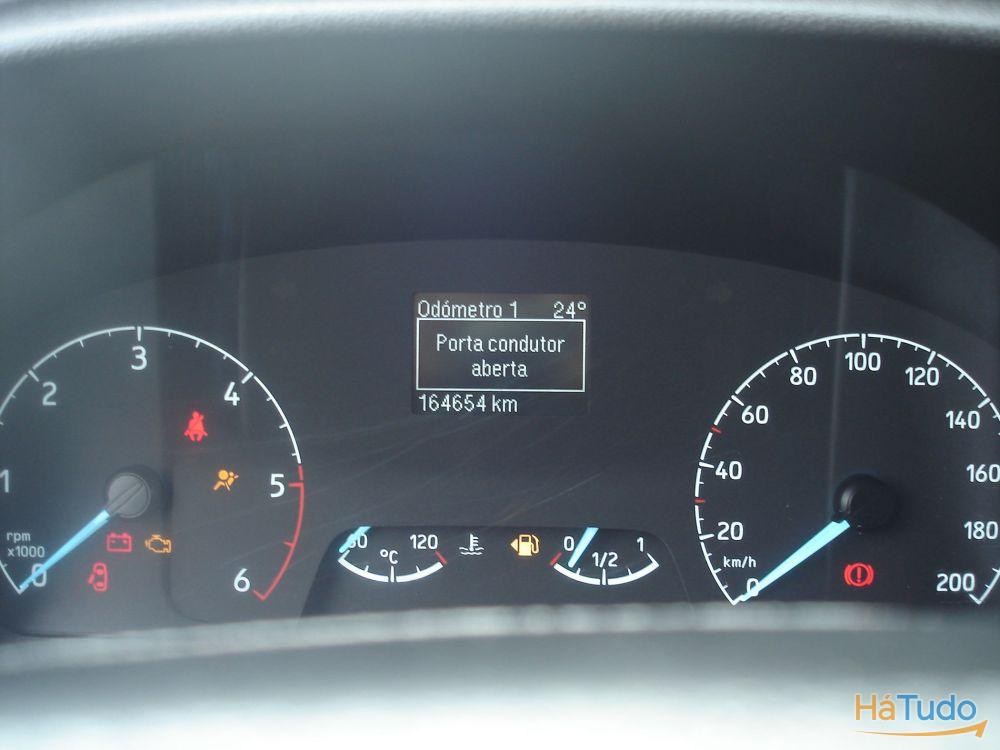 Odómetro 1 24°
Porta condutor
aberta
164654 km
1 2 3 4 5 6
rpm
x1000
0
°C 120
0 1/2 1
0 20 40 60 80 100 120 140 160 180 200
km/h
HáTudo